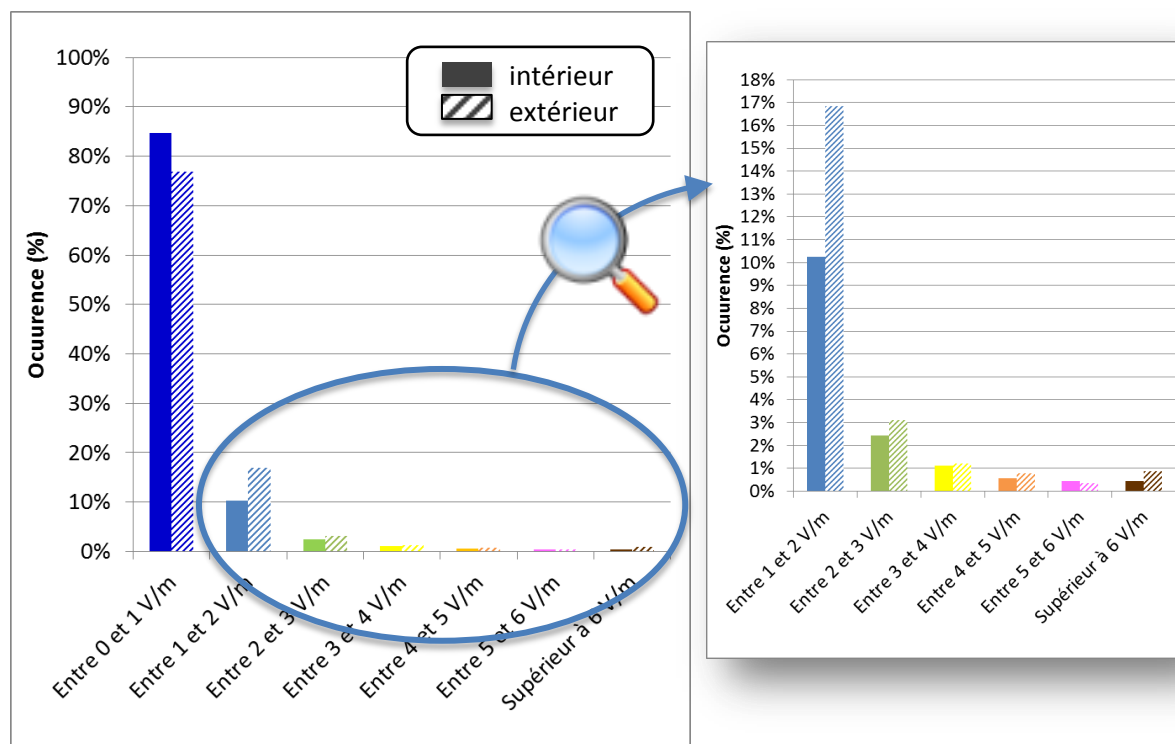 100%
90%
80%
70%
60%
50%
40%
30%
20%
10%
0%
Ocuurence (%)
intérieur
extérieur
Entre 0 et 1 V/m
Entre 1 et 2 V/m
Entre 2 et 3 V/m
Entre 3 et 4 V/m
Entre 4 et 5 V/m
Entre 5 et 6 V/m
Supérieur à 6 V/m
18%
17%
16%
15%
14%
13%
12%
11%
10%
9%
8%
7%
6%
5%
4%
3%
2%
1%
0%
Ocuurence (%)
Entre 1 et 2 V/m
Entre 2 et 3 V/m
Entre 3 et 4 V/m
Entre 4 et 5 V/m
Entre 5 et 6 V/m
Supérieur à 6 V/m